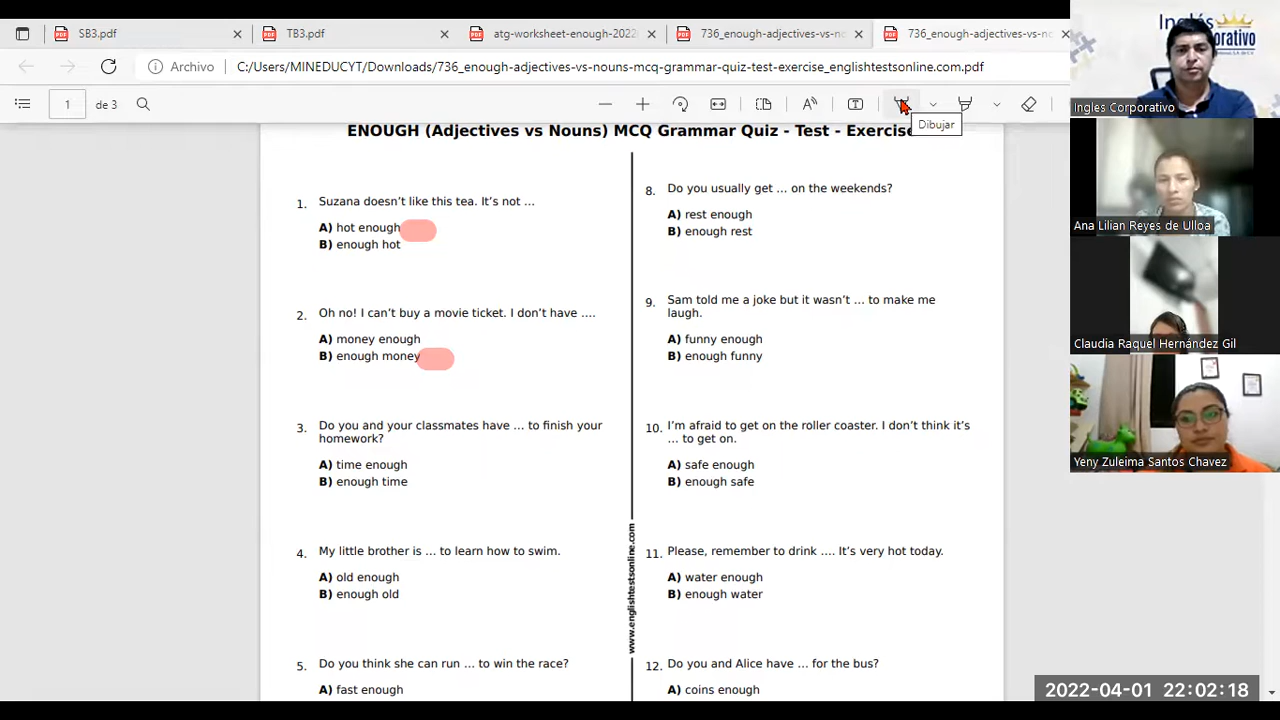 SB3.pdf
TB3.pdf
atg-worksheet-enough-2022
736_enough-adjectives-vs-no
736_enough-adjectives-vs-no
Archivo
C:/Users/MINEDUCYT/Downloads/736_enough-adjectives-vs-nouns-mcq-grammar-quiz-test-exercise_englishtestsonline.com.pdf
1 de 3
Dibujar
ENOUGH (Adjectives vs Nouns) MCQ Grammar Quiz - Test - Exercise
1. Suzana doesn’t like this tea. It’s not ...
A) hot enough
B) enough hot
2. Oh no! I can’t buy a movie ticket. I don’t have ....
A) money enough
B) enough money
3. Do you and your classmates have ... to finish your
homework?
A) time enough
B) enough time
4. My little brother is ... to learn how to swim.
A) old enough
B) enough old
5. Do you think she can run ... to win the race?
A) fast enough
www.englishtestsonline.com
8. Do you usually get ... on the weekends?
A) rest enough
B) enough rest
9. Sam told me a joke but it wasn’t ... to make me
laugh.
A) funny enough
B) enough funny
10. I’m afraid to get on the roller coaster. I don’t think it’s
... to get on.
A) safe enough
B) enough safe
11. Please, remember to drink .... It’s very hot today.
A) water enough
B) enough water
12. Do you and Alice have ... for the bus?
A) coins enough
Inglés
Ingles Corporativo
Ana Lilian Reyes de Ulloa
Claudia Raquel Hernández Gil
Yeny Zuleima Santos Chavez
2022-04-01 22:02:18